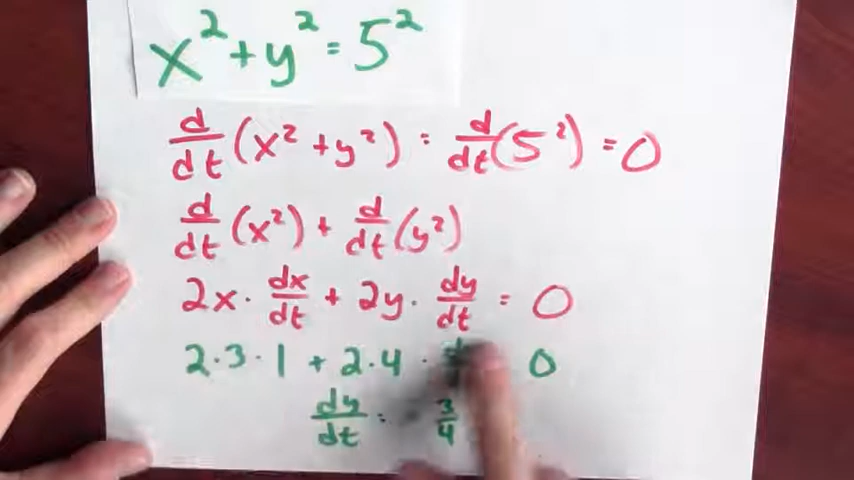 x² + y² = 5²
d/dt (x² + y²) = d/dt (5²) = 0
d/dt (x²) + d/dt (y²)
2x · dx/dt + 2y · dy/dt = 0
2·3·1 + 2·4 · 0
dy/dt = 3/4